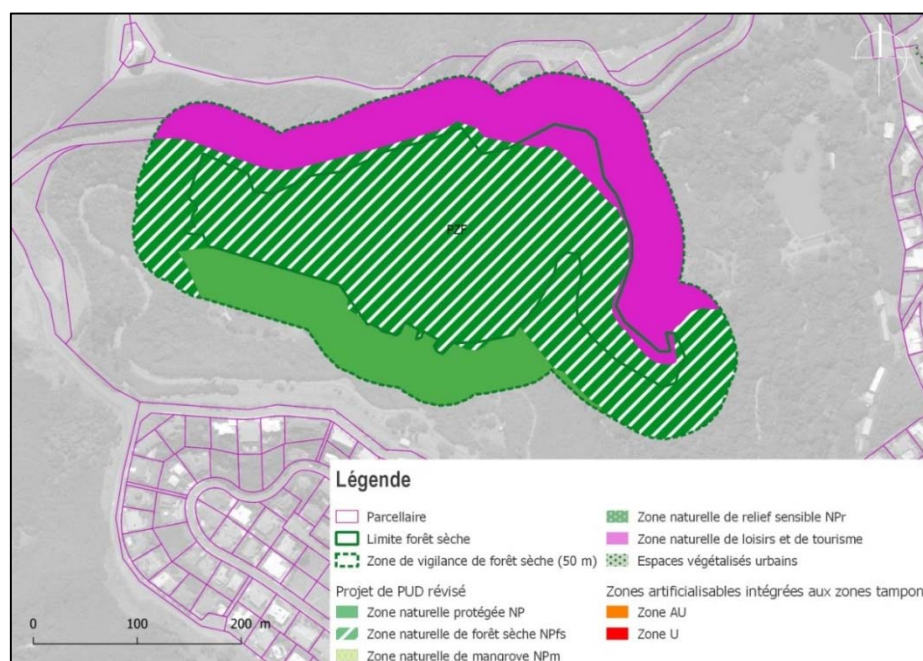 PZF
Légende
Parcellaire
Limite forêt sèche
Zone de vigilance de forêt sèche (50 m)
Projet de PUD révisé
Zone naturelle protégée NP
Zone naturelle de forêt sèche NPfs
Zone naturelle de mangrove NPm
Zone naturelle de relief sensible NPr
Zone naturelle de loisirs et de tourisme
Espaces végétalisés urbains
Zones artificialisables intégrées aux zones tampon
Zone AU
Zone U
0 100 200 m